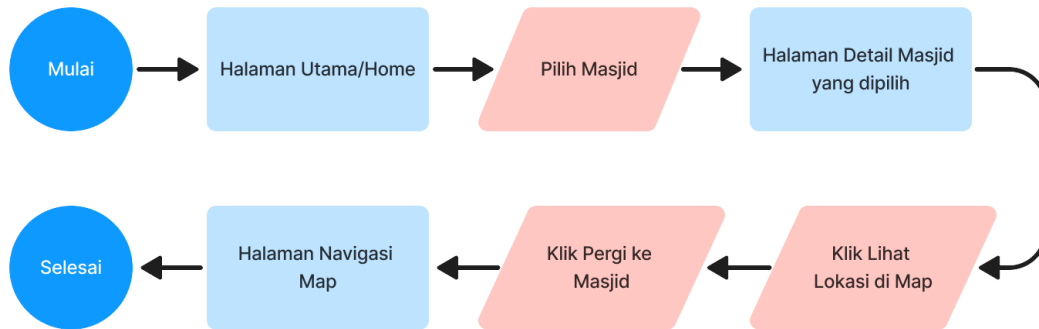 Mulai
Halaman Utama/Home
Pilih Masjid
Halaman Detail Masjid
yang dipilih
Klik Lihat
Lokasi di Map
Klik Pergi ke
Masjid
Halaman Navigasi
Map
Selesai